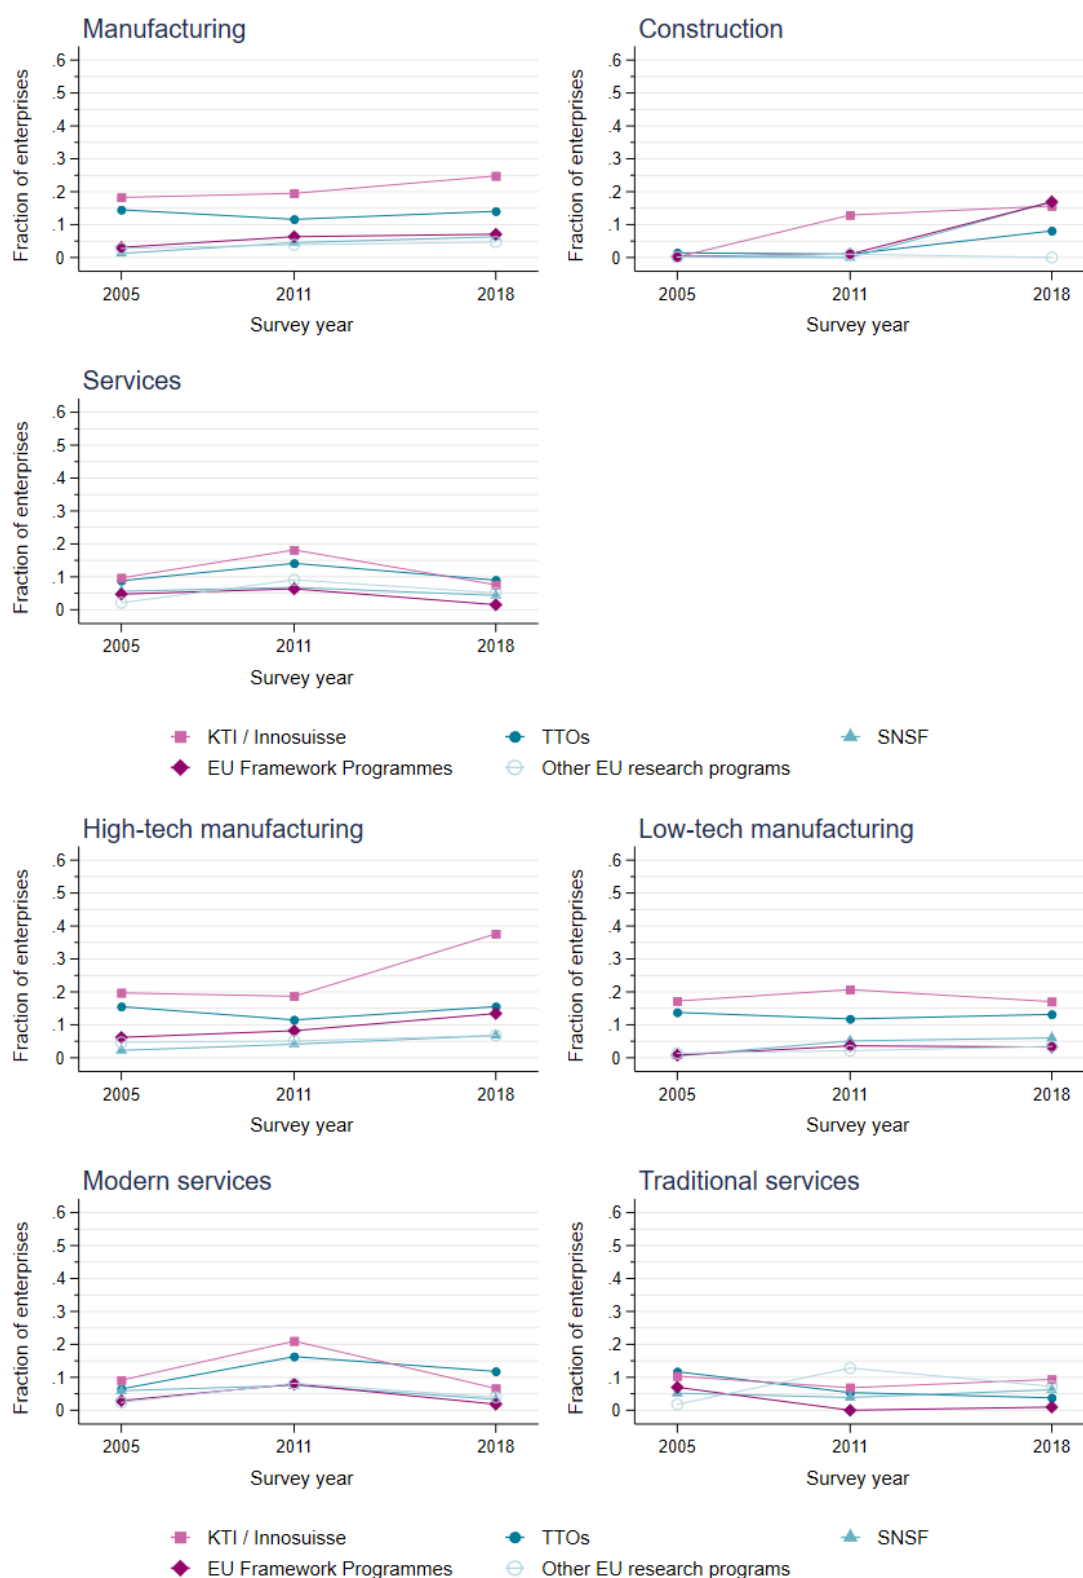 Manufacturing
Fraction of enterprises
.6
.5
.4
.3
.2
.1
0
2005 2011 2018
Survey year
Construction
Fraction of enterprises
.6
.5
.4
.3
.2
.1
0
2005 2011 2018
Survey year
Services
Fraction of enterprises
.6
.5
.4
.3
.2
.1
0
2005 2011 2018
Survey year
KTI / Innosuisse TTOs SNSF
EU Framework Programmes Other EU research programs
High-tech manufacturing
Fraction of enterprises
.6
.5
.4
.3
.2
.1
0
2005 2011 2018
Survey year
Low-tech manufacturing
Fraction of enterprises
.6
.5
.4
.3
.2
.1
0
2005 2011 2018
Survey year
Modern services
Fraction of enterprises
.6
.5
.4
.3
.2
.1
0
2005 2011 2018
Survey year
Traditional services
Fraction of enterprises
.6
.5
.4
.3
.2
.1
0
2005 2011 2018
Survey year
KTI / Innosuisse TTOs SNSF
EU Framework Programmes Other EU research programs